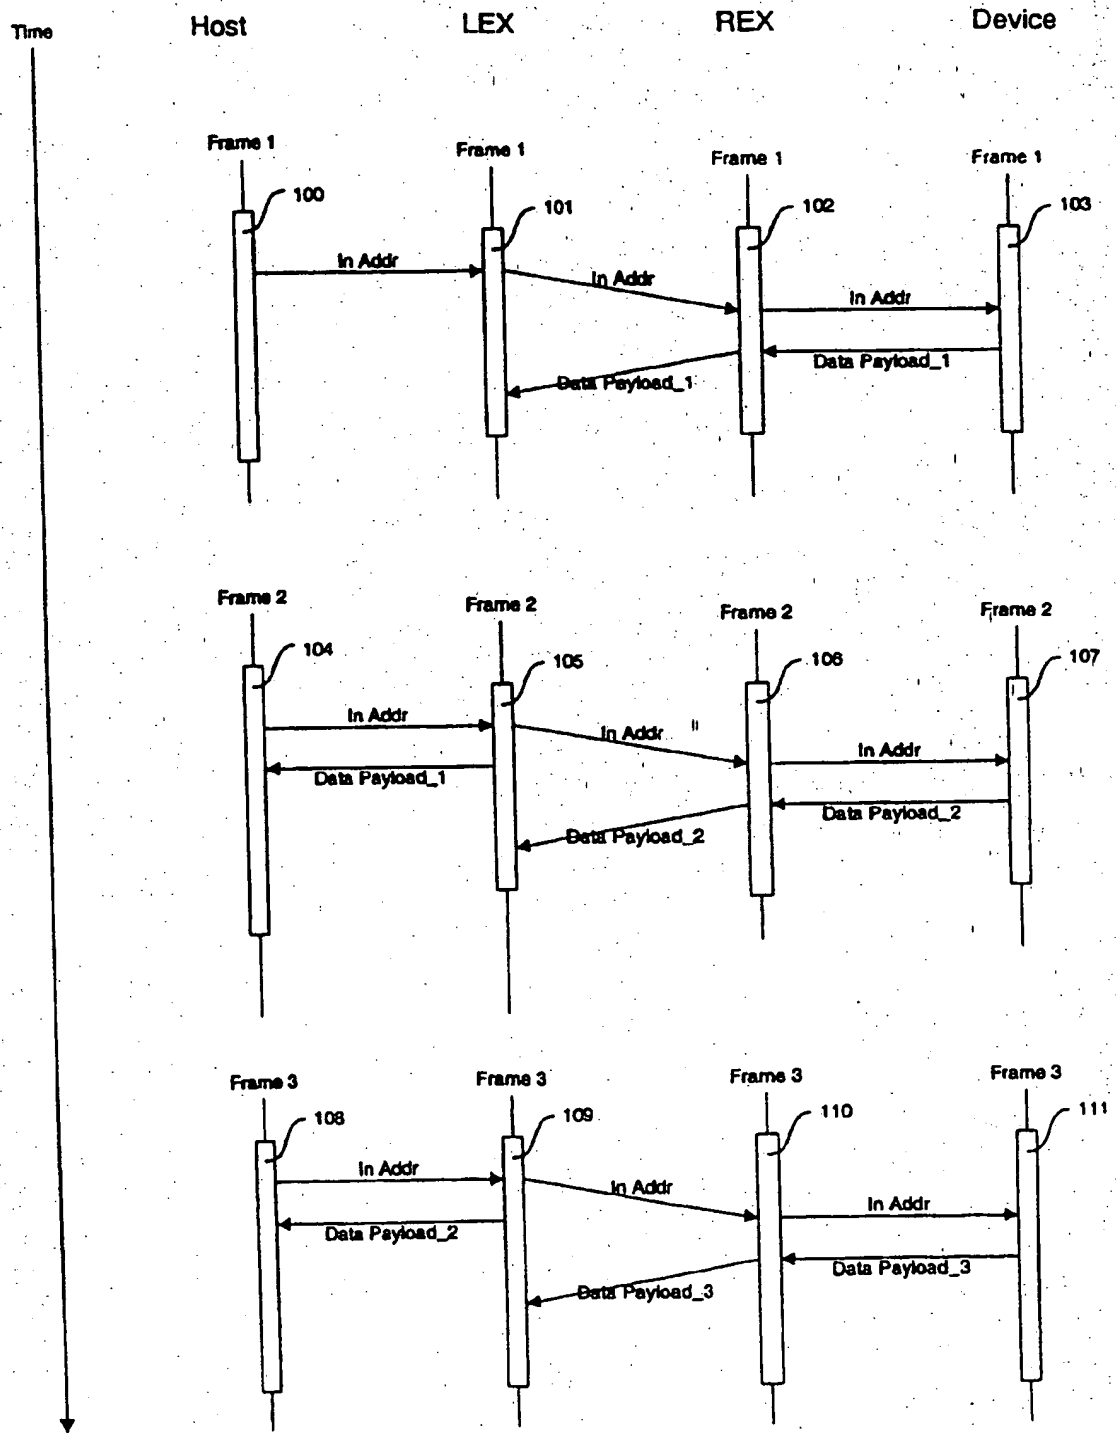 Time Host LEX REX Device
Frame 1 Frame 1 Frame 1 Frame 1
100 101 102 103
In Addr In Addr In Addr
Data Payload_1 Data Payload_1
Frame 2 Frame 2 Frame 2 Frame 2
104 105 106 107
In Addr In Addr In Addr
Data Payload_1 Data Payload_2 Data Payload_2
Frame 3 Frame 3 Frame 3 Frame 3
108 109 110 111
In Addr In Addr In Addr
Data Payload_2 Data Payload_3 Data Payload_3